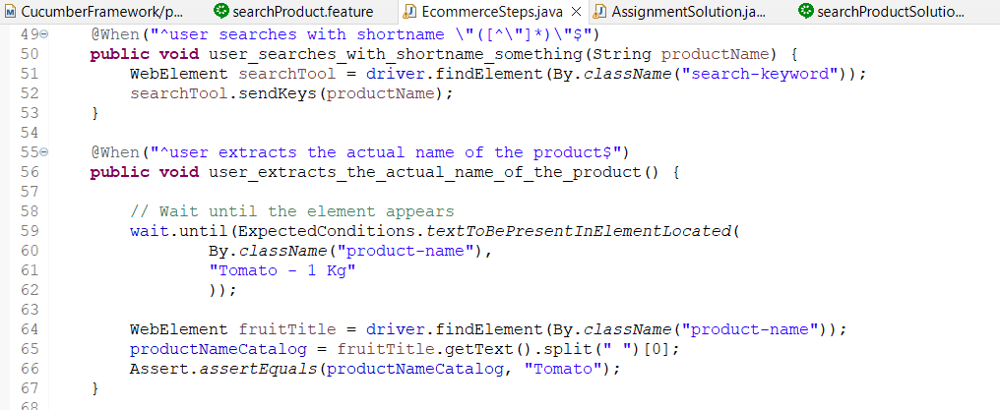 CucumberFramework/p... searchProduct.feature EcommerceSteps.java AssignmentSolution.ja... searchProductSolutio...
49 @When("^user searches with shortname \"([^\"]*)\"$")
50 public void user_searches_with_shortname_something(String productName) {
51 WebElement searchTool = driver.findElement(By.className("search-keyword"));
52 searchTool.sendKeys(productName);
53 }
54
55 @When("^user extracts the actual name of the product$")
56 public void user_extracts_the_actual_name_of_the_product() {
57
58 // Wait until the element appears
59 wait.until(ExpectedConditions.textToBePresentInElementLocated(
60 By.className("product-name"),
61 "Tomato - 1 Kg"
62 ));
63
64 WebElement fruitTitle = driver.findElement(By.className("product-name"));
65 productNameCatalog = fruitTitle.getText().split(" ")[0];
66 Assert.assertEquals(productNameCatalog, "Tomato");
67 }
68